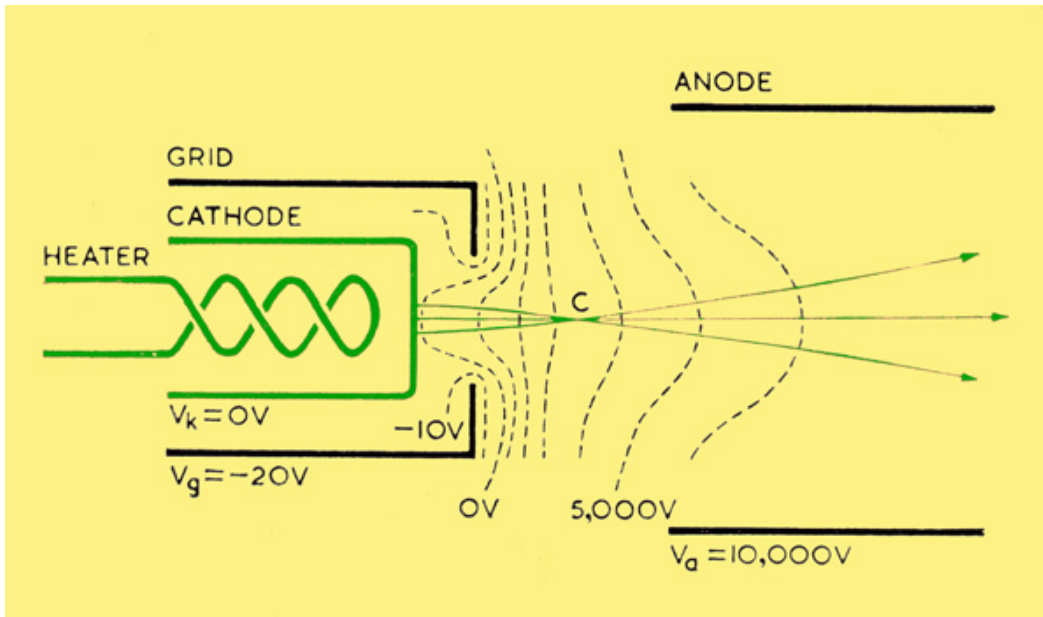 ANODE
GRID
CATHODE
HEATER
C
Vk = 0V
-10V
Vg = -20V
0V
5,000V
Va = 10,000V